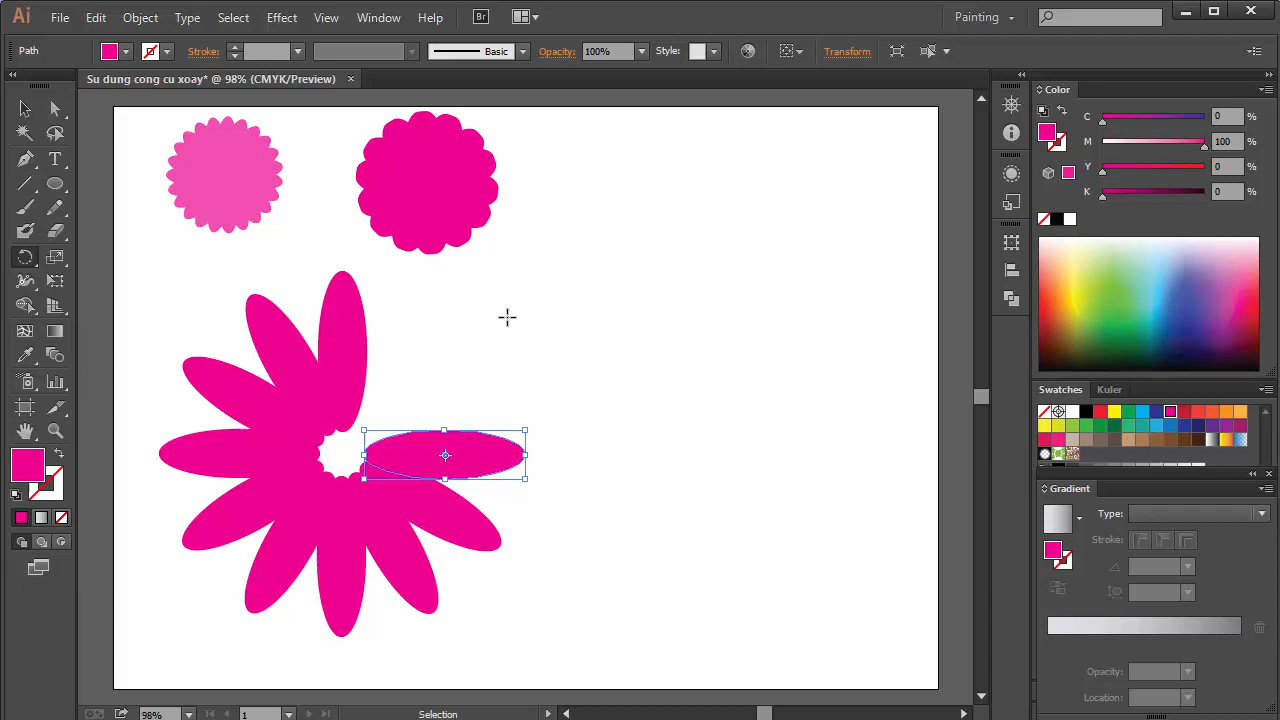 Ai File Edit Object Type Select Effect View Window Help Br Painting
Path Stroke: Basic Opacity: 100% Style: Transform
Su dung cong cu xoay* @ 98% (CMYK/Preview)
Color
C 0 %
M 100 %
Y 0 %
K 0 %
Swatches Kuler
Gradient
Type:
Stroke:
Opacity:
Location:
98% 1 Selection
T